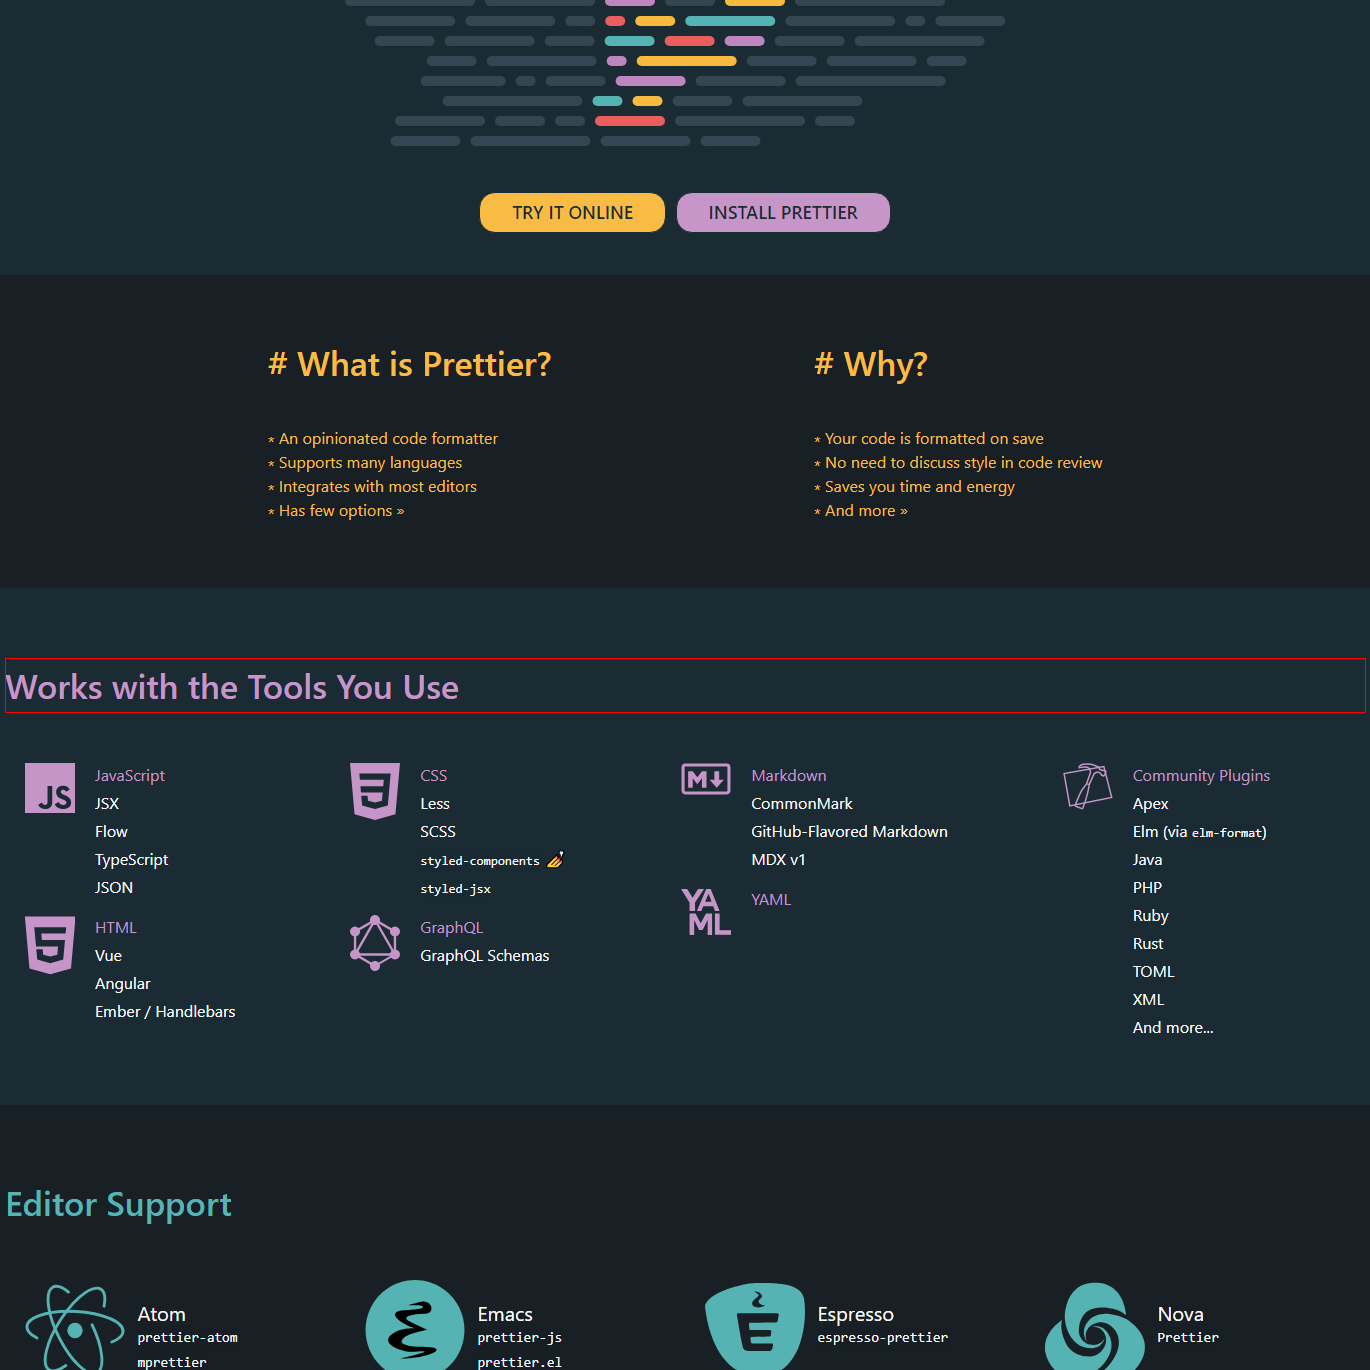 TRY IT ONLINE
INSTALL PRETTIER
# What is Prettier?
* An opinionated code formatter
* Supports many languages
* Integrates with most editors
* Has few options »
# Why?
* Your code is formatted on save
* No need to discuss style in code review
* Saves you time and energy
* And more »
Works with the Tools You Use
JS
JavaScript
JSX
Flow
TypeScript
JSON
HTML
Vue
Angular
Ember / Handlebars
CSS
Less
SCSS
styled-components 💅
styled-jsx
GraphQL
GraphQL Schemas
M
Markdown
CommonMark
GitHub-Flavored Markdown
MDX v1
YA
ML
YAML
Community Plugins
Apex
Elm (via elm-format)
Java
PHP
Ruby
Rust
TOML
XML
And more...
Editor Support
Atom
prettier-atom
mprettier
Emacs
prettier-js
prettier.el
Espresso
espresso-prettier
Nova
Prettier